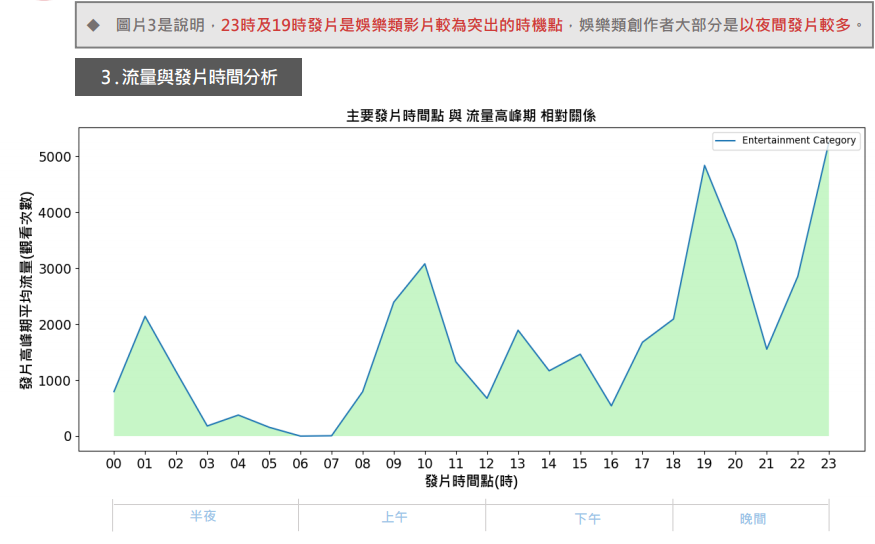 ◆ 圖片3是說明，23時及19時發片是娛樂類影片較為突出的時機點，娛樂類創作者大部分是以夜間發片較多。
3.流量與發片時間分析
主要發片時間點 與 流量高峰期 相對關係
Entertainment Category
發片高峰期平均流量(觀看次數)
5000
4000
3000
2000
1000
0
00 01 02 03 04 05 06 07 08 09 10 11 12 13 14 15 16 17 18 19 20 21 22 23
發片時間點(時)
半夜 上午 下午 晚間